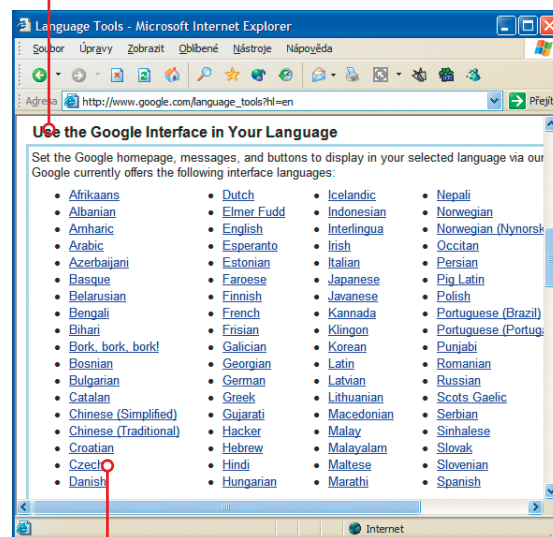 Language Tools - Microsoft Internet Explorer
Soubor Úpravy Zobrazit Oblíbené Nástroje Nápověda
Adresa http://www.google.com/language_tools?hl=en Přejít
Use the Google Interface in Your Language
Set the Google homepage, messages, and buttons to display in your selected language via our
Google currently offers the following interface languages:
Afrikaans
Albanian
Amharic
Arabic
Azerbaijani
Basque
Belarusian
Bengali
Bihari
Bork, bork, bork!
Bosnian
Bulgarian
Catalan
Chinese (Simplified)
Chinese (Traditional)
Croatian
Czech
Danish
Dutch
Elmer Fudd
English
Esperanto
Estonian
Faroese
Finnish
French
Frisian
Galician
Georgian
German
Greek
Gujarati
Hacker
Hebrew
Hindi
Hungarian
Icelandic
Indonesian
Interlingua
Irish
Italian
Japanese
Javanese
Kannada
Klingon
Korean
Latin
Latvian
Lithuanian
Macedonian
Malay
Malayalam
Maltese
Marathi
Nepali
Norwegian
Norwegian (Nynorsk
Occitan
Persian
Pig Latin
Polish
Portuguese (Brazil)
Portuguese (Portuga
Punjabi
Romanian
Russian
Scots Gaelic
Serbian
Sinhalese
Slovak
Slovenian
Spanish
Internet